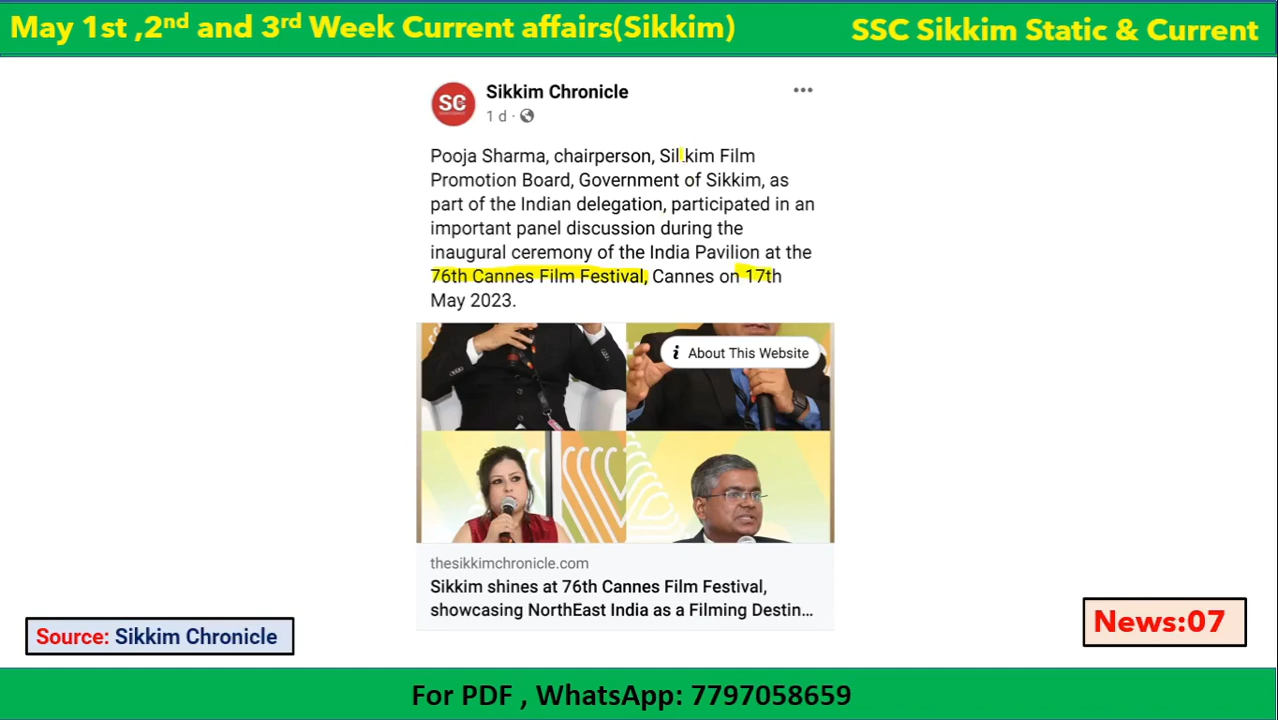 May 1st ,2nd and 3rd Week Current affairs(Sikkim)
SSC Sikkim Static & Current
SC
Sikkim Chronicle
1 d ·
Pooja Sharma, chairperson, Sikkim Film
Promotion Board, Government of Sikkim, as
part of the Indian delegation, participated in an
important panel discussion during the
inaugural ceremony of the India Pavilion at the
76th Cannes Film Festival, Cannes on 17th
May 2023.
i About This Website
thesikkimchronicle.com
Sikkim shines at 76th Cannes Film Festival,
showcasing NorthEast India as a Filming Destin...
Source: Sikkim Chronicle
News:07
For PDF , WhatsApp: 7797058659